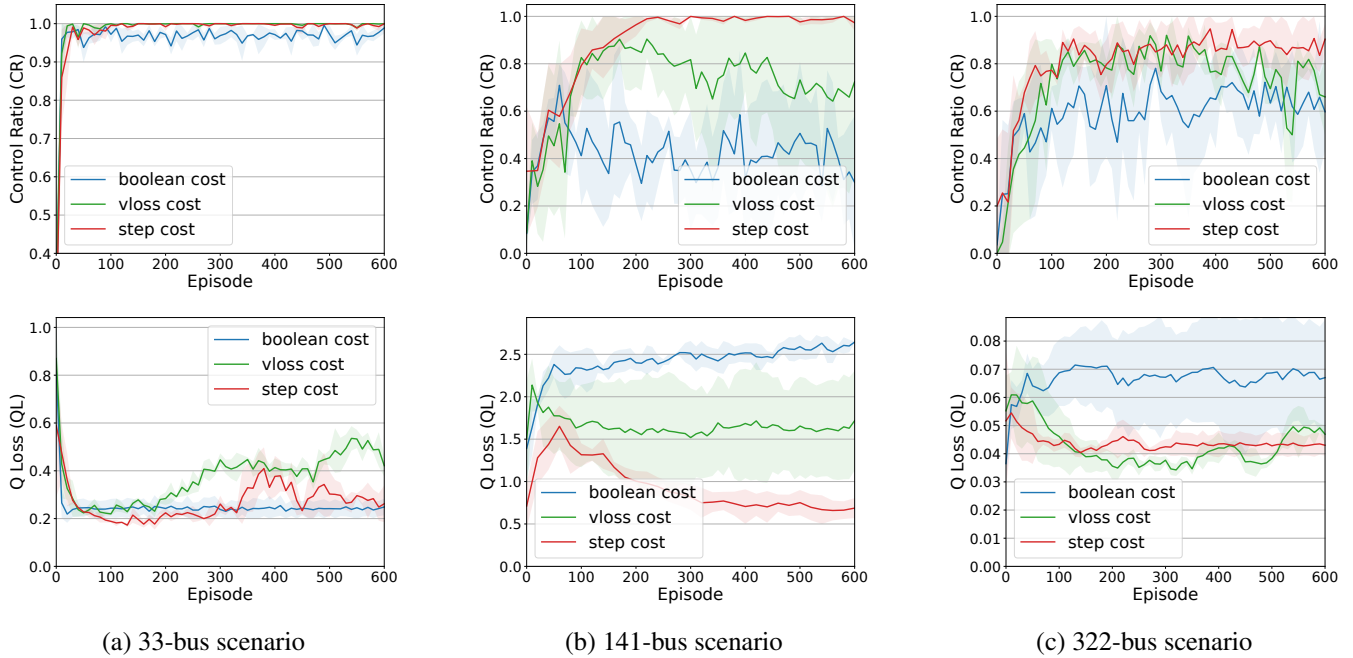 Control Ratio (CR)
1.0
0.9
0.8
0.7
0.6
0.5
0.4
boolean cost
vloss cost
step cost
0 100 200 300 400 500 600
Episode
Control Ratio (CR)
1.0
0.8
0.6
0.4
0.2
0.0
boolean cost
vloss cost
step cost
0 100 200 300 400 500 600
Episode
Control Ratio (CR)
1.0
0.8
0.6
0.4
0.2
0.0
boolean cost
vloss cost
step cost
0 100 200 300 400 500 600
Episode
Q Loss (QL)
1.0
0.8
0.6
0.4
0.2
0.0
boolean cost
vloss cost
step cost
0 100 200 300 400 500 600
Episode
Q Loss (QL)
2.5
2.0
1.5
1.0
0.5
0.0
boolean cost
vloss cost
step cost
0 100 200 300 400 500 600
Episode
Q Loss (QL)
0.08
0.07
0.06
0.05
0.04
0.03
0.02
0.01
0.00
boolean cost
vloss cost
step cost
0 100 200 300 400 500 600
Episode
(a) 33-bus scenario
(b) 141-bus scenario
(c) 322-bus scenario